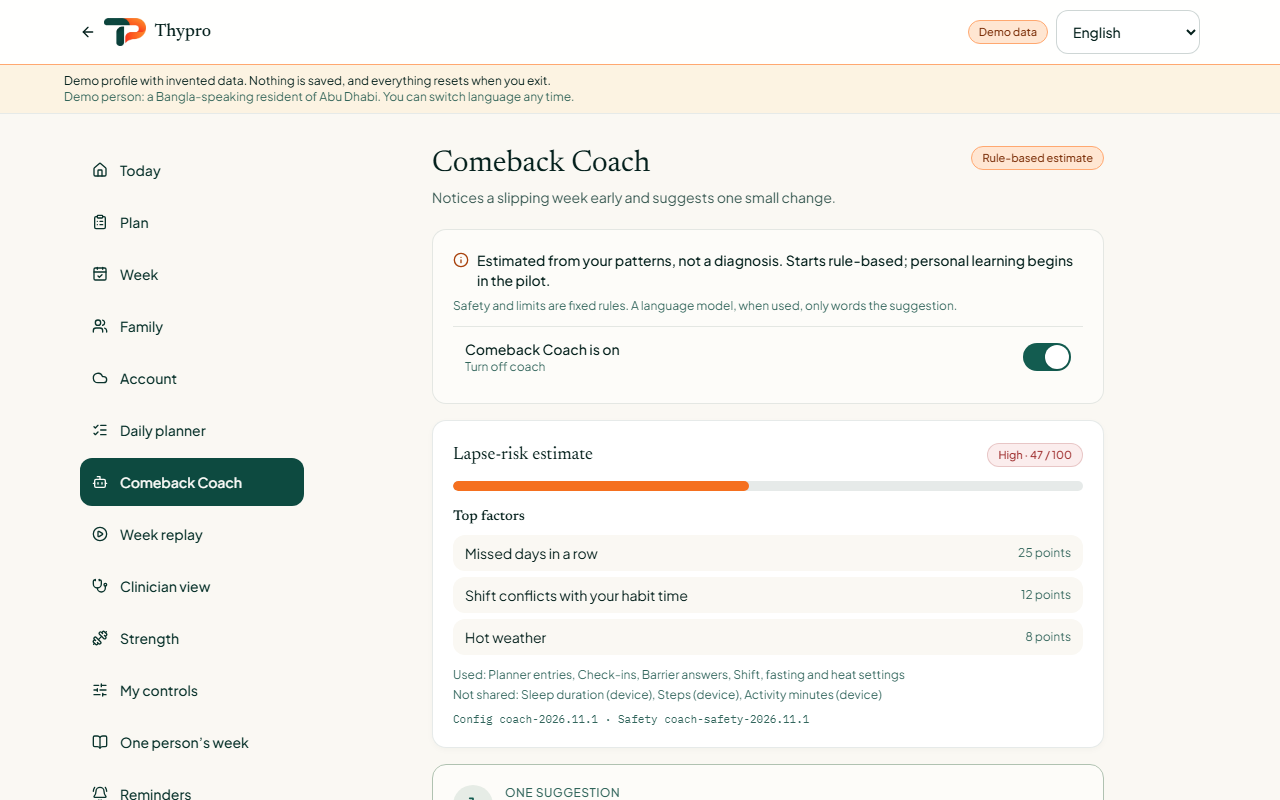 Thypro
Demo data
English
Demo profile with invented data. Nothing is saved, and everything resets when you exit.
Demo person: a Bangla-speaking resident of Abu Dhabi. You can switch language any time.
Today
Plan
Week
Family
Account
Daily planner
Comeback Coach
Week replay
Clinician view
Strength
My controls
One person's week
Reminders
Comeback Coach
Rule-based estimate
Notices a slipping week early and suggests one small change.
Estimated from your patterns, not a diagnosis. Starts rule-based; personal learning begins
in the pilot.
Safety and limits are fixed rules. A language model, when used, only words the suggestion.
Comeback Coach is on
Turn off coach
Lapse-risk estimate
High · 47 / 100
Top factors
Missed days in a row
25 points
Shift conflicts with your habit time
12 points
Hot weather
8 points
Used: Planner entries, Check-ins, Barrier answers, Shift, fasting and heat settings
Not shared: Sleep duration (device), Steps (device), Activity minutes (device)
Config coach-2026.11.1 · Safety coach-safety-2026.11.1
ONE SUGGESTION